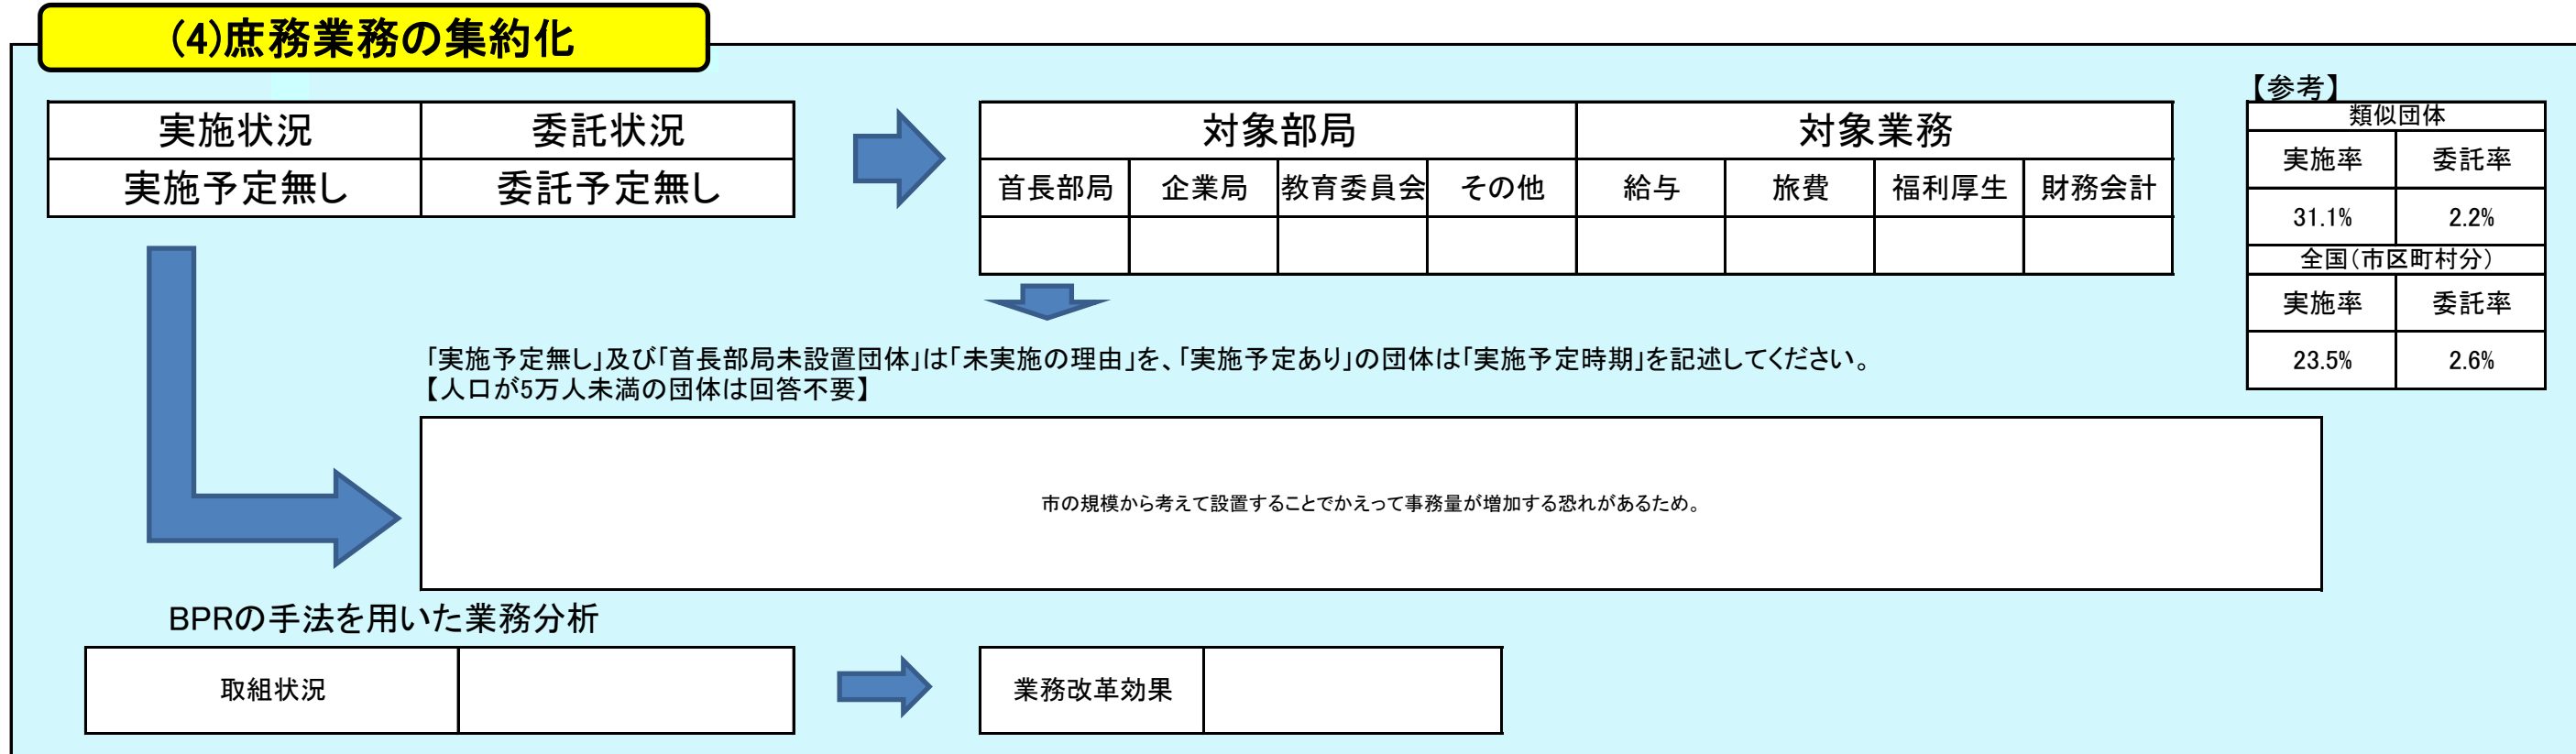 (4)庶務業務の集約化
実施状況 委託状況
実施予定無し 委託予定無し
対象部局 対象業務
首長部局 企業局 教育委員会 その他 給与 旅費 福利厚生 財務会計
【参考】
類似団体
実施率 委託率
31.1% 2.2%
全国(市区町村分)
実施率 委託率
23.5% 2.6%
「実施予定無し」及び「首長部局未設置団体」は「未実施の理由」を、「実施予定あり」の団体は「実施予定時期」を記述してください。
【人口が5万人未満の団体は回答不要】
市の規模から考えて設置することでかえって事務量が増加する恐れがあるため。
BPRの手法を用いた業務分析
取組状況
業務改革効果